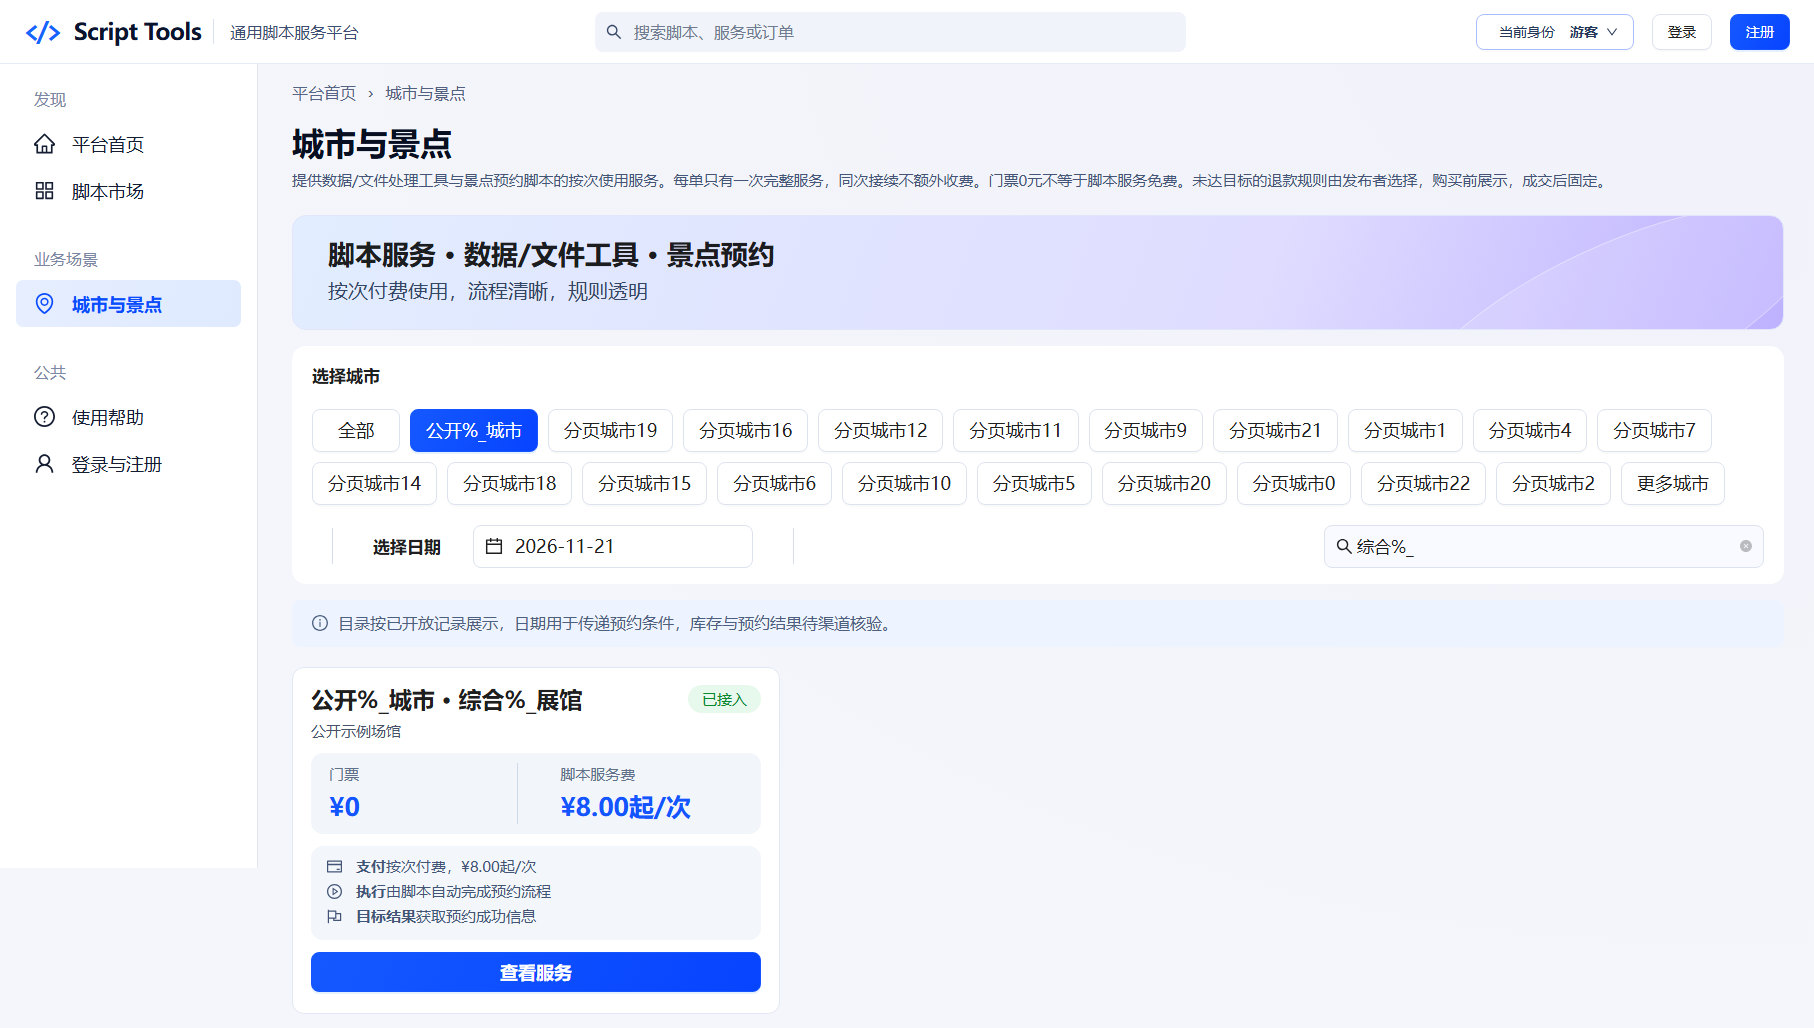 Script Tools
通用脚本服务平台
搜索脚本、服务或订单
当前身份 游客
登录
注册
发现
平台首页
脚本市场
业务场景
城市与景点
公共
使用帮助
登录与注册
平台首页 › 城市与景点
城市与景点
提供数据/文件处理工具与景点预约脚本的按次使用服务。每单只有一次完整服务，同次接续不额外收费。门票0元不等于脚本服务免费。未达目标的退款规则由发布者选择，购买前展示，成交后固定。
脚本服务・数据/文件工具・景点预约
按次付费使用，流程清晰，规则透明
选择城市
全部 公开%_城市 分页城市19 分页城市16 分页城市12 分页城市11 分页城市9 分页城市21 分页城市1 分页城市4 分页城市7
分页城市14 分页城市18 分页城市15 分页城市6 分页城市10 分页城市5 分页城市20 分页城市0 分页城市22 分页城市2 更多城市
选择日期 2026-11-21 综合%_
目录按已开放记录展示，日期用于传递预约条件，库存与预约结果待渠道核验。
公开%_城市・综合%_展馆 已接入
公开示例场馆
门票 脚本服务费
¥0 ¥8.00起/次
支付按次付费，¥8.00起/次
执行由脚本自动完成预约流程
目标结果获取预约成功信息
查看服务